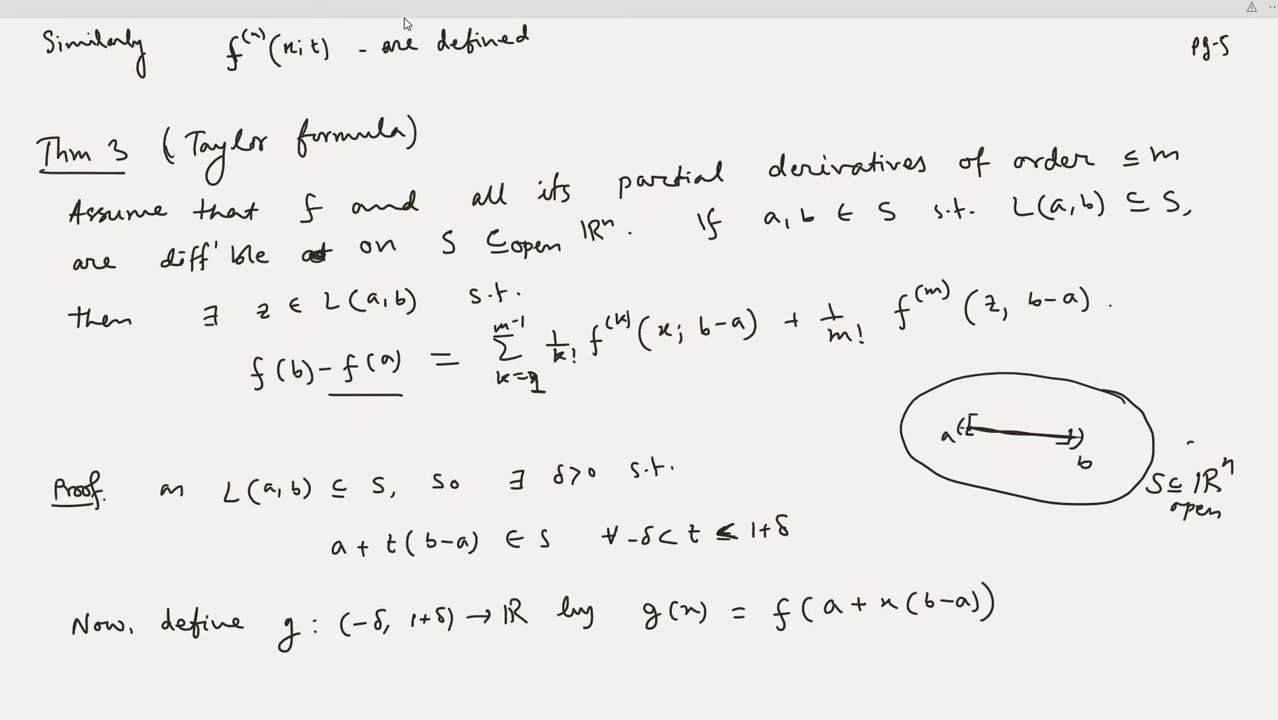 Similarly f^(n)(x; t) - are defined
Pg-5
Thm 3 (Taylor formula)
Assume that f and all its partial derivatives of order ≤ m
are diff'ble on S ⊆open ℝⁿ. If a, b ∈ S s.t. L(a,b) ⊆ S,
then ∃ z ∈ L(a,b) s.t.
f(b) - f(a) = Σ_{k=1}^{m-1} 1/k! f^(k)(x; b-a) + 1/m! f^(m)(z, b-a).
a b
S ⊆ ℝⁿ
open
Proof. as L(a,b) ⊆ S, so ∃ δ>0 s.t.
a + t(b-a) ∈ S ∀ -δ < t ≤ 1+δ
Now, define g: (-δ, 1+δ) → ℝ by g(x) = f(a + x(b-a))